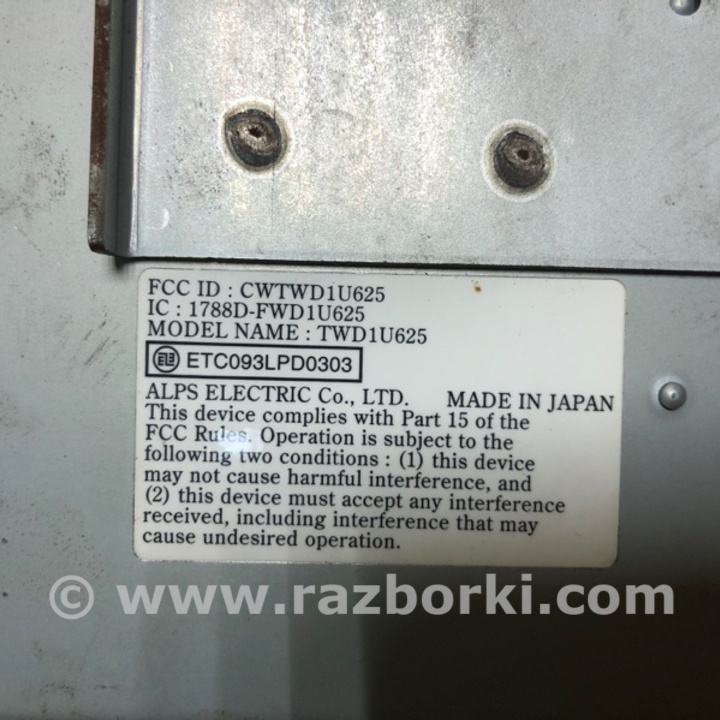 FCC ID : CWTWD1U625
IC : 1788D-FWD1U625
MODEL NAME : TWD1U625
ETC093LPD0303
ALPS ELECTRIC Co., LTD. MADE IN JAPAN
This device complies with Part 15 of the
FCC Rules. Operation is subject to the
following two conditions : (1) this device
may not cause harmful interference, and
(2) this device must accept any interference
received, including interference that may
cause undesired operation.
© www.razborki.com